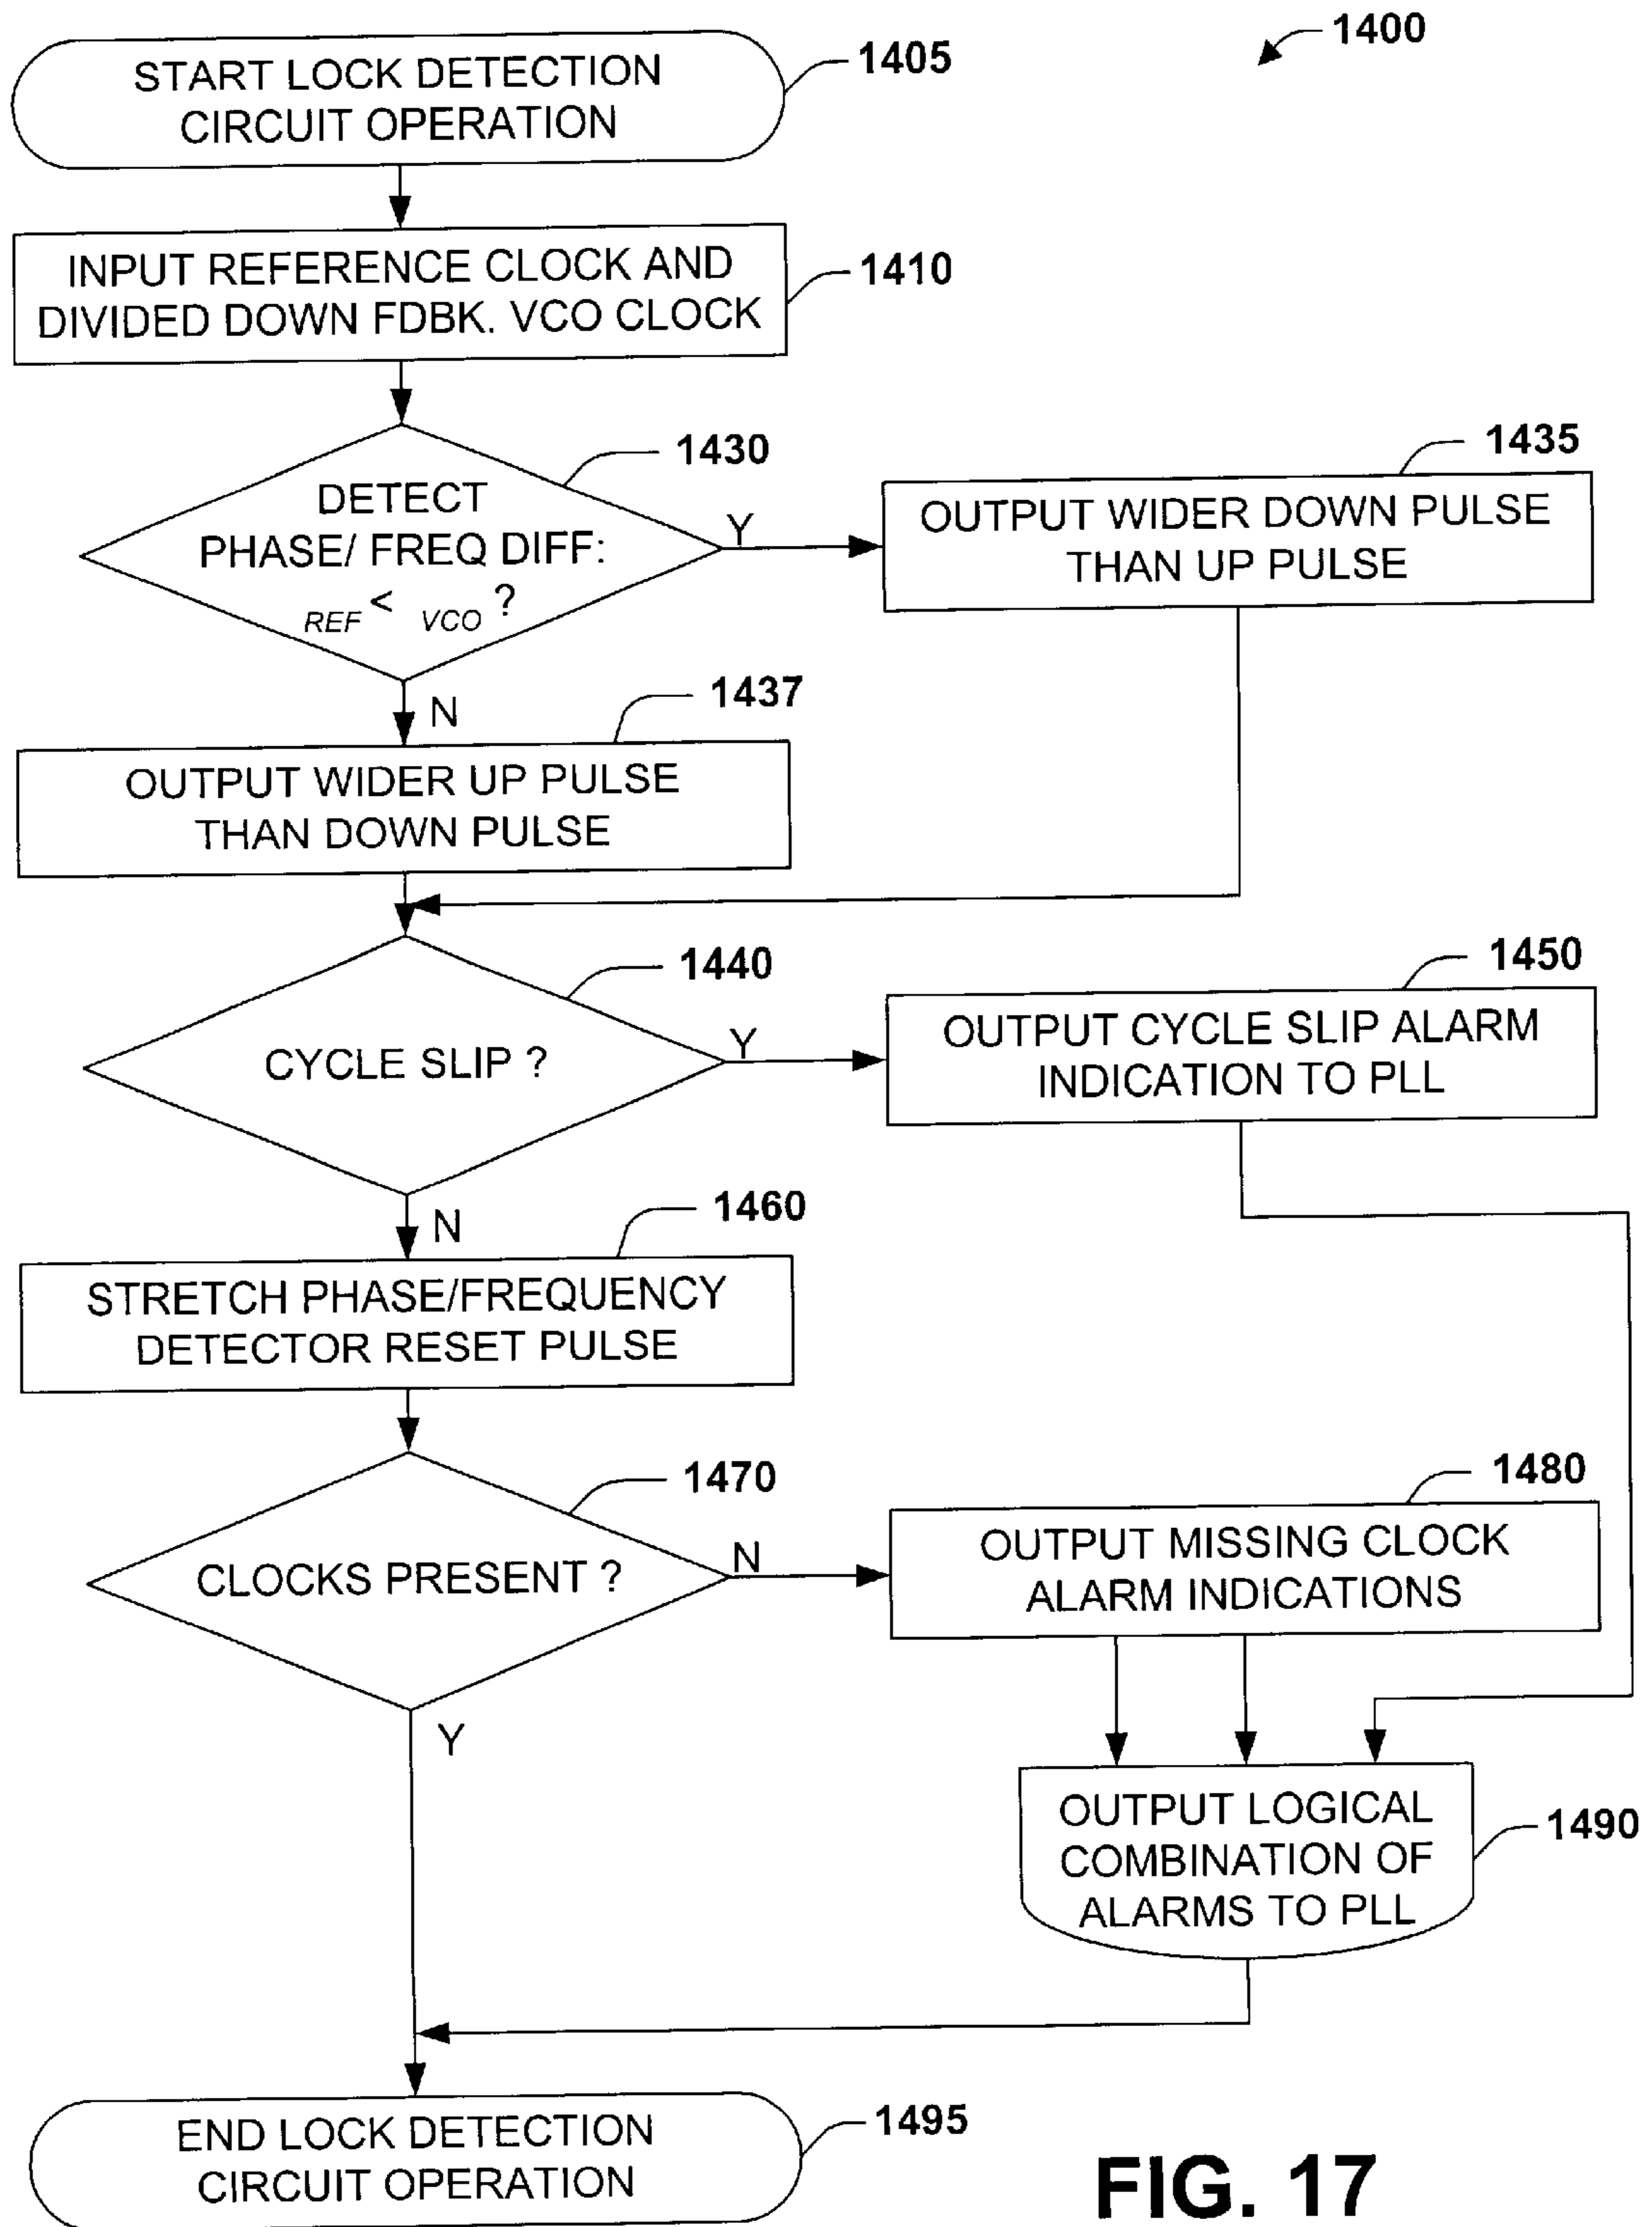 1400
START LOCK DETECTION
CIRCUIT OPERATION
1405
INPUT REFERENCE CLOCK AND
DIVIDED DOWN FDBK. VCO CLOCK
1410
DETECT
PHASE/ FREQ DIFF:
REF < VCO ?
1430
Y
OUTPUT WIDER DOWN PULSE
THAN UP PULSE
1435
N
OUTPUT WIDER UP PULSE
THAN DOWN PULSE
1437
CYCLE SLIP ?
1440
Y
OUTPUT CYCLE SLIP ALARM
INDICATION TO PLL
1450
N
STRETCH PHASE/FREQUENCY
DETECTOR RESET PULSE
1460
CLOCKS PRESENT ?
1470
N
OUTPUT MISSING CLOCK
ALARM INDICATIONS
1480
Y
OUTPUT LOGICAL
COMBINATION OF
ALARMS TO PLL
1490
END LOCK DETECTION
CIRCUIT OPERATION
1495
FIG. 17